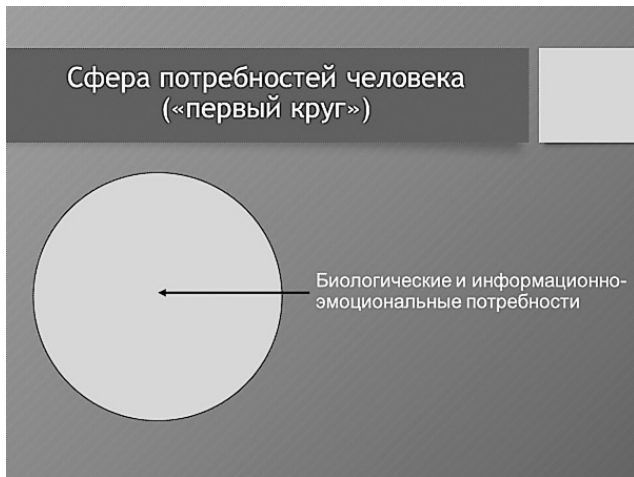 Сфера потребностей человека
(«первый круг»)
Биологические и информационно-
эмоциональные потребности